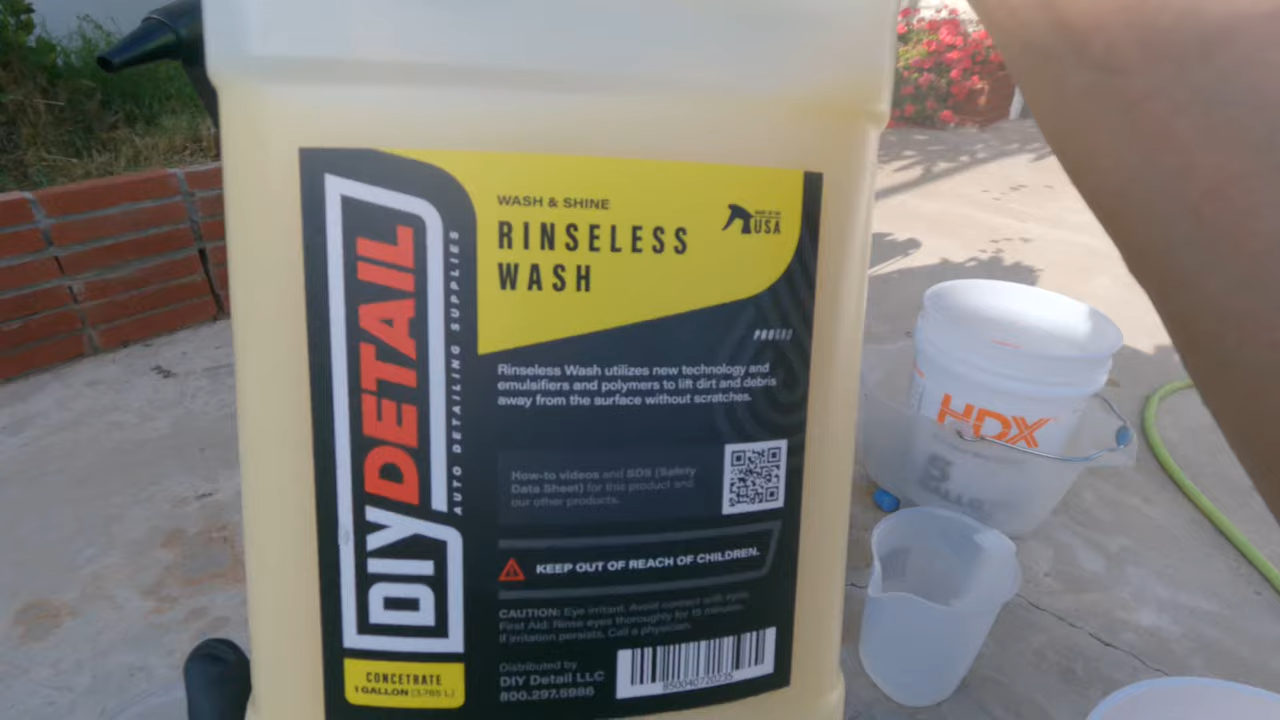 WASH & SHINE
RINSELESS
WASH
MADE IN THE
USA
DIY DETAIL
AUTO DETAILING SUPPLIES
Rinseless Wash utilizes new technology and
emulsifiers and polymers to lift dirt and debris
away from the surface without scratches.
How-to videos and SDS (Safety
Data Sheet) for this product and
our other products.
KEEP OUT OF REACH OF CHILDREN.
CAUTION: Eye irritant. Avoid contact with eyes.
First Aid: Rinse eyes thoroughly for 15 minutes.
If irritation persists, Call a physician.
Distributed by
DIY Detail LLC
800.297.5986
CONCETRATE
1 GALLON (3,785 L)
HDX
5